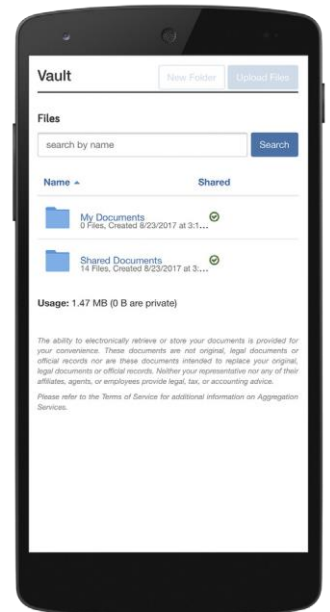 Vault
New Folder
Upload Files
Files
search by name
Search
Name
Shared
My Documents
0 Files, Created 8/23/2017 at 3:1...
Shared Documents
14 Files, Created 8/23/2017 at 3:...
Usage: 1.47 MB (0 B are private)
The ability to electronically retrieve or store your documents is provided for
your convenience. These documents are not original, legal documents or
official records nor are these documents intended to replace your original,
legal documents or official records. Neither your representative nor any of their
affiliates, agents, or employees provide legal, tax, or accounting advice.
Please refer to the Terms of Service for additional information on Aggregation
Services.